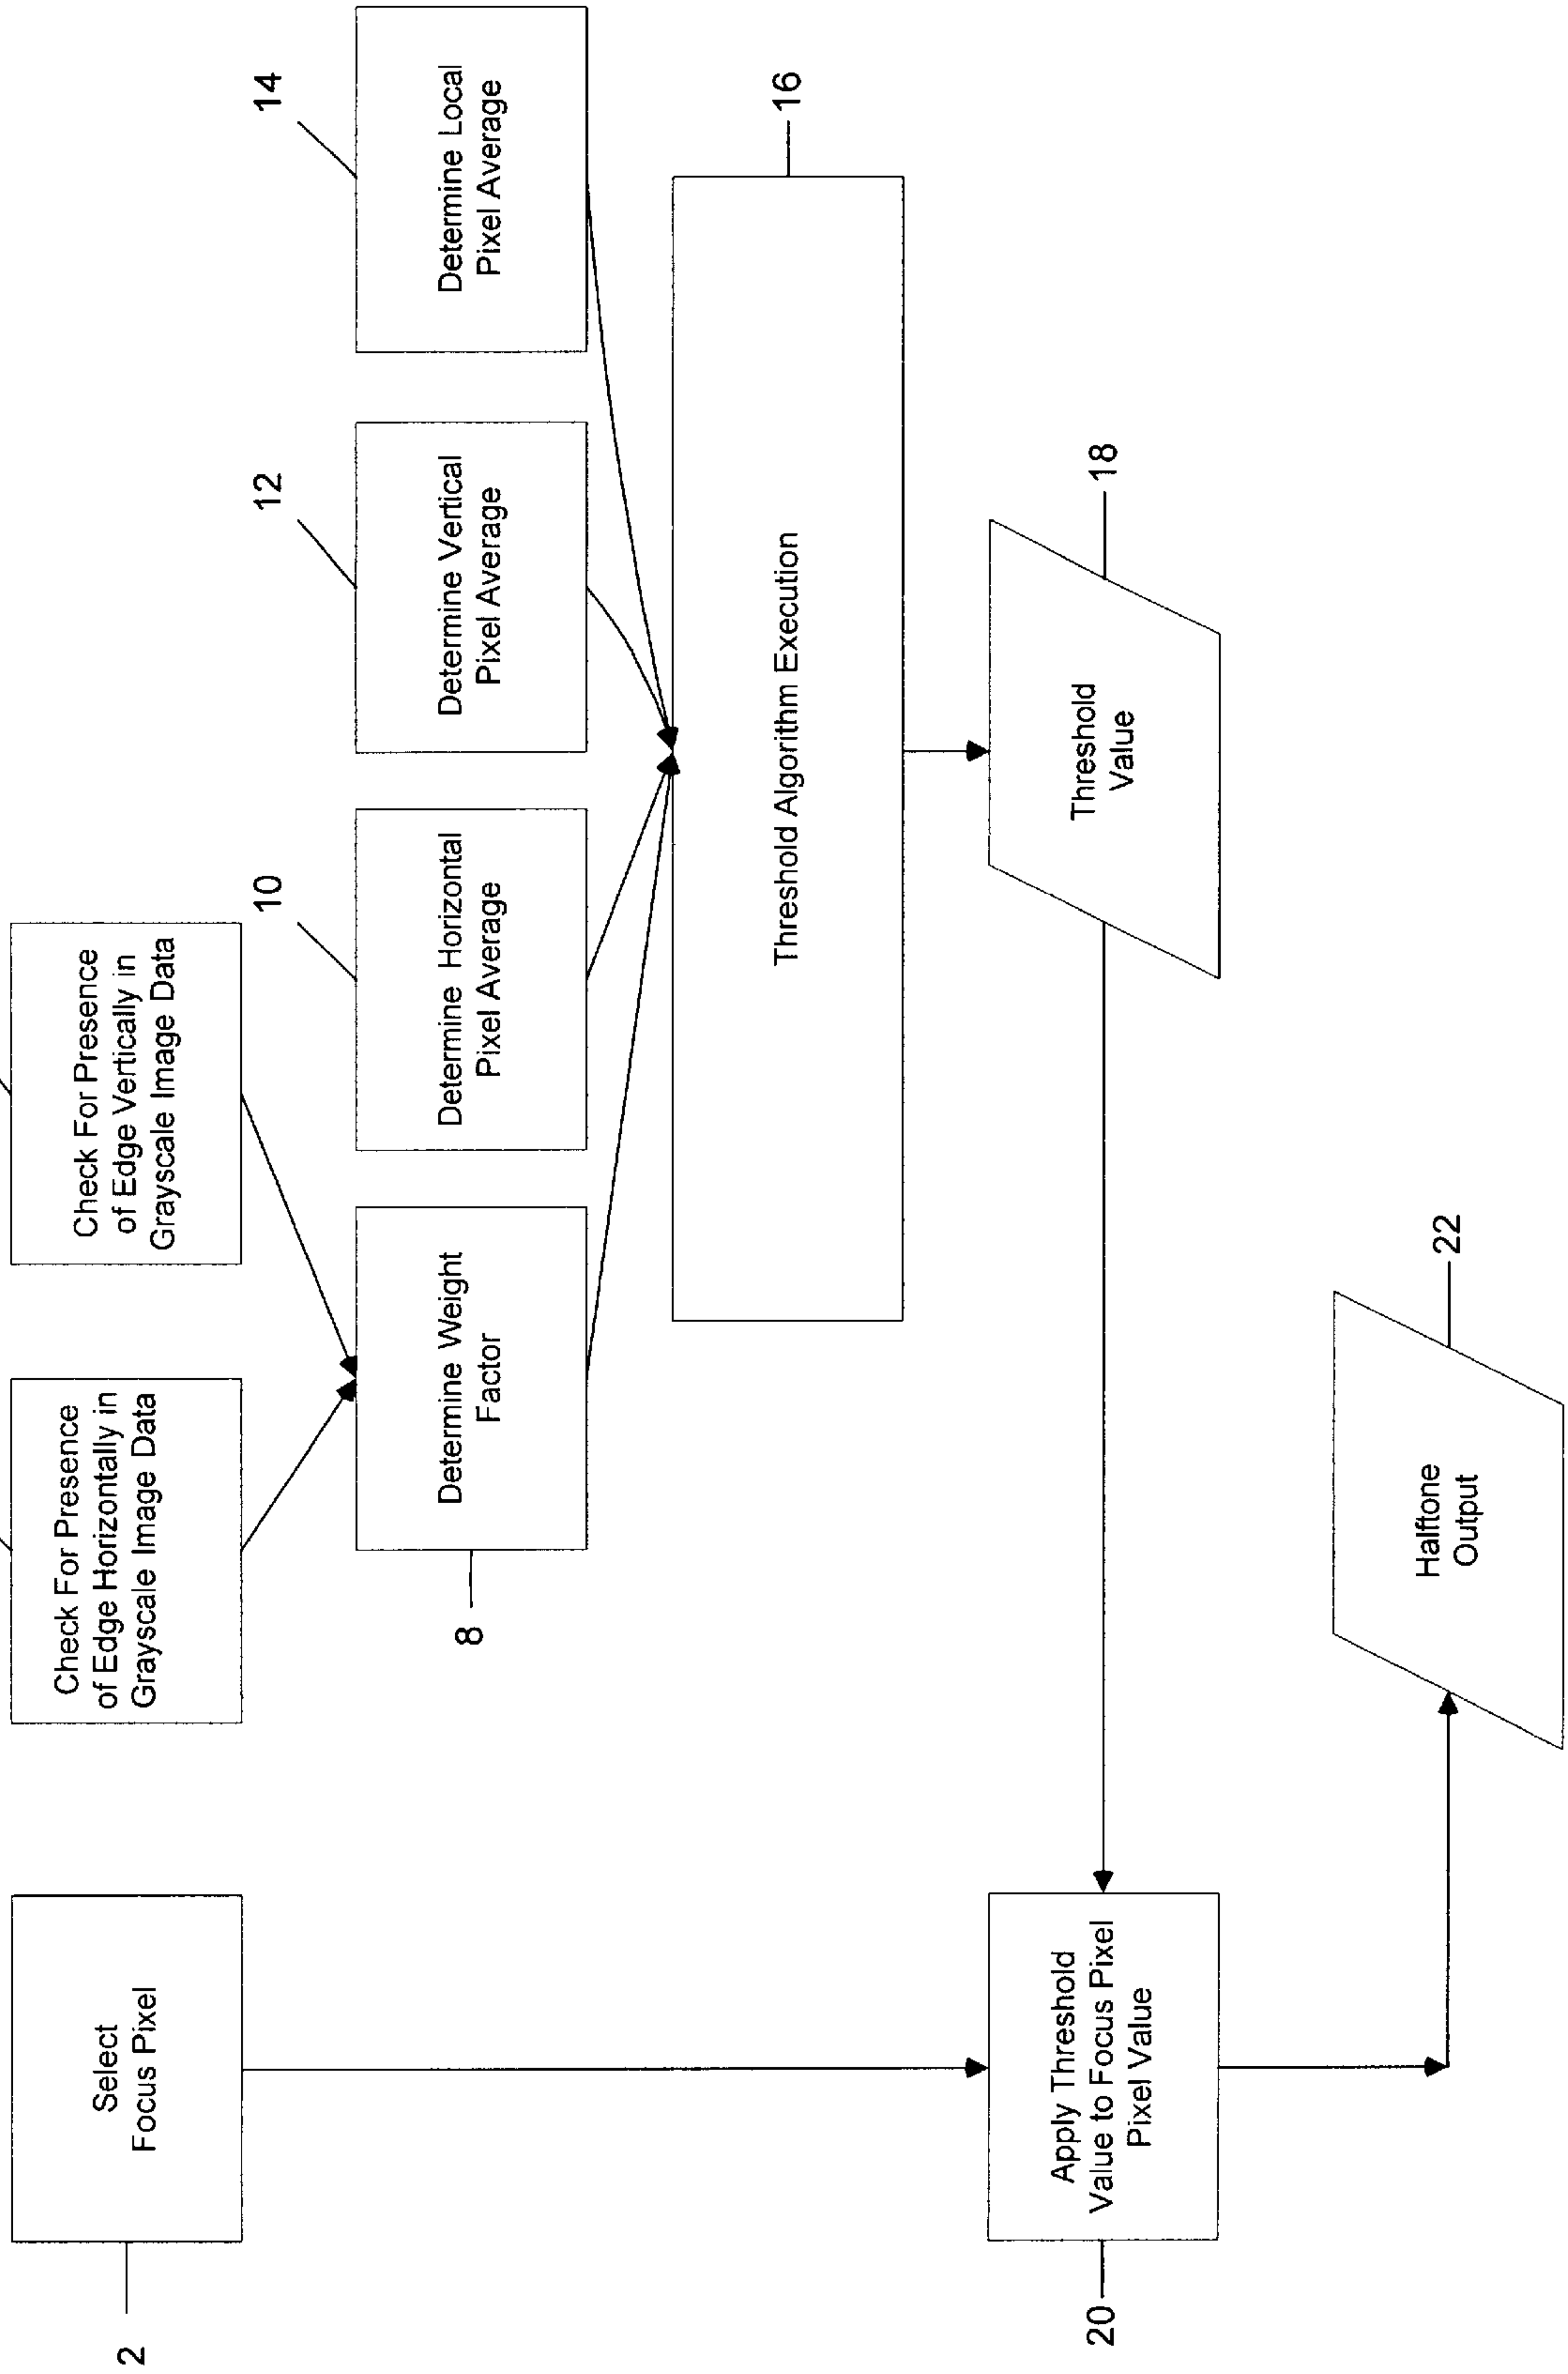 2
Select
Focus Pixel
Check For Presence
of Edge Horizontally in
Grayscale Image Data
Check For Presence
of Edge Vertically in
Grayscale Image Data
8
Determine Weight
Factor
10
Determine Horizontal
Pixel Average
12
Determine Vertical
Pixel Average
14
Determine Local
Pixel Average
Threshold Algorithm Execution
16
20
Apply Threshold
Value to Focus Pixel
Pixel Value
Threshold
Value
18
Halftone
Output
22